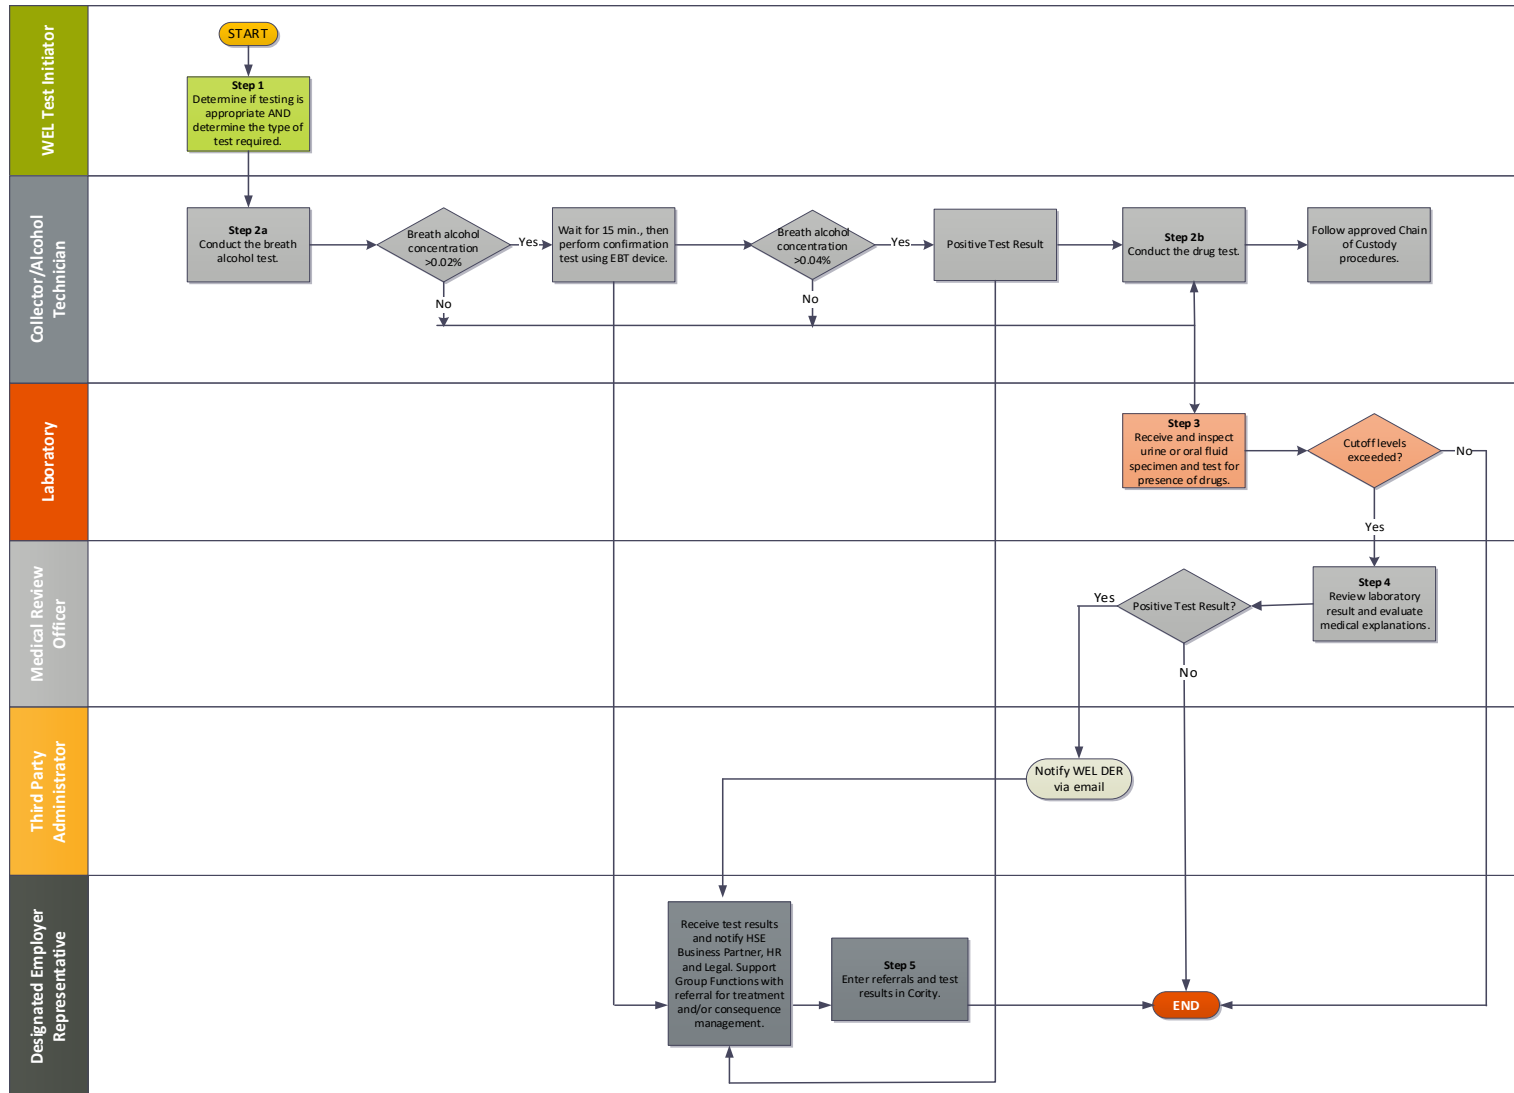 WEL Test Initiator
START
Step 1
Determine if testing is
appropriate AND
determine the type of
test required.
Collector/Alcohol
Technician
Step 2a
Conduct the breath
alcohol test.
Breath alcohol
concentration
>0.02%
Yes
No
Wait for 15 min., then
perform confirmation
test using EBT device.
Breath alcohol
concentration
>0.04%
Yes
No
Positive Test Result
Step 2b
Conduct the drug test.
Follow approved Chain
of Custody
procedures.
Laboratory
Step 3
Receive and inspect
urine or oral fluid
specimen and test for
presence of drugs.
Cutoff levels
exceeded?
No
Yes
Medical Review
Officer
Step 4
Review laboratory
result and evaluate
medical explanations.
Positive Test Result?
Yes
No
Third Party
Administrator
Notify WEL DER
via email
Designated Employer
Representative
Receive test results
and notify HSE
Business Partner, HR
and Legal. Support
Group Functions with
referral for treatment
and/or consequence
management.
Step 5
Enter referrals and test
results in Cority.
END